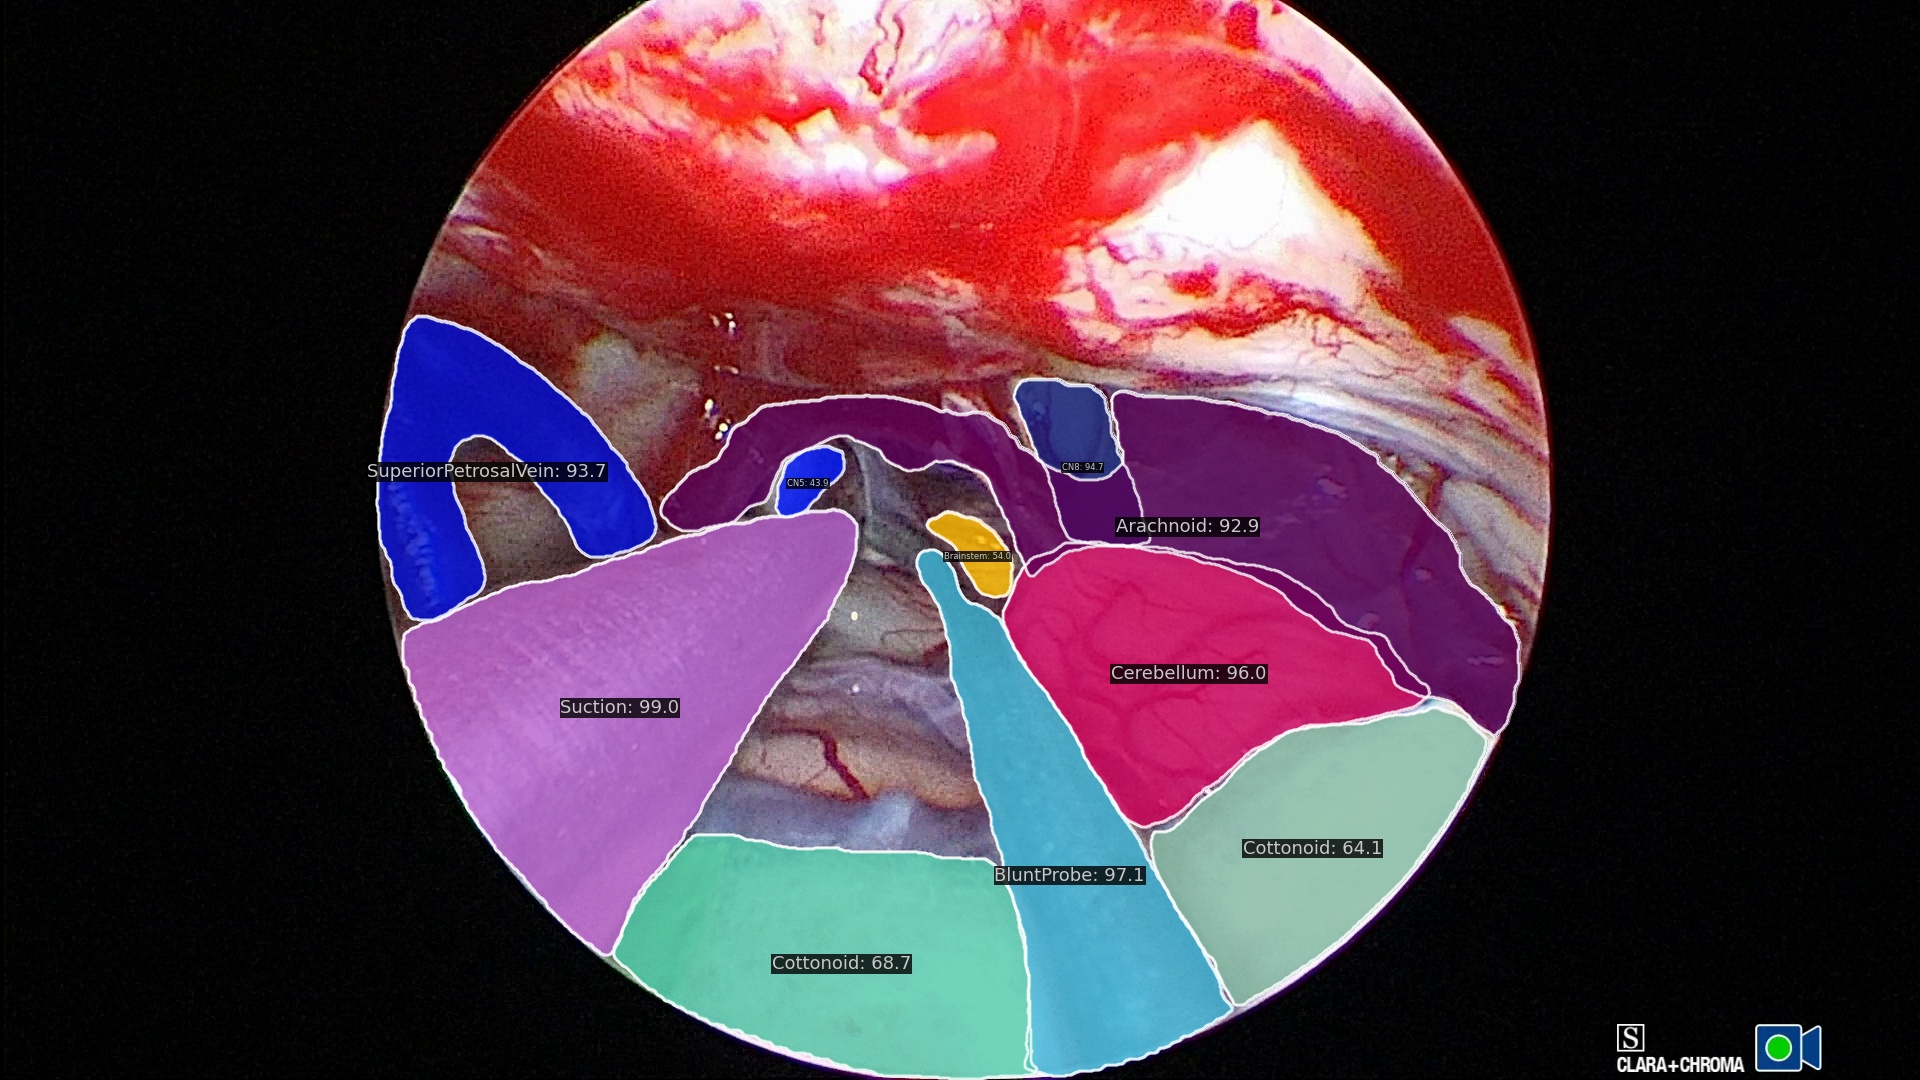 CN8: 94.7
SuperiorPetrosalVein: 93.7
CN5: 43.9
Arachnoid: 92.9
Brainstem: 54.0
Cerebellum: 96.0
Suction: 99.0
Cottonoid: 64.1
BluntProbe: 97.1
Cottonoid: 68.7
S
CLARA+CHROMA